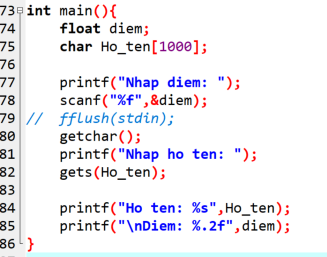 73 int main(){
74 float diem;
75 char Ho_ten[1000];
76
77 printf("Nhap diem: ");
78 scanf("%f",&diem);
79 // fflush(stdin);
80 getchar();
81 printf("Nhap ho ten: ");
82 gets(Ho_ten);
83
84 printf("Ho ten: %s",Ho_ten);
85 printf("\nDiem: %.2f",diem);
86 }